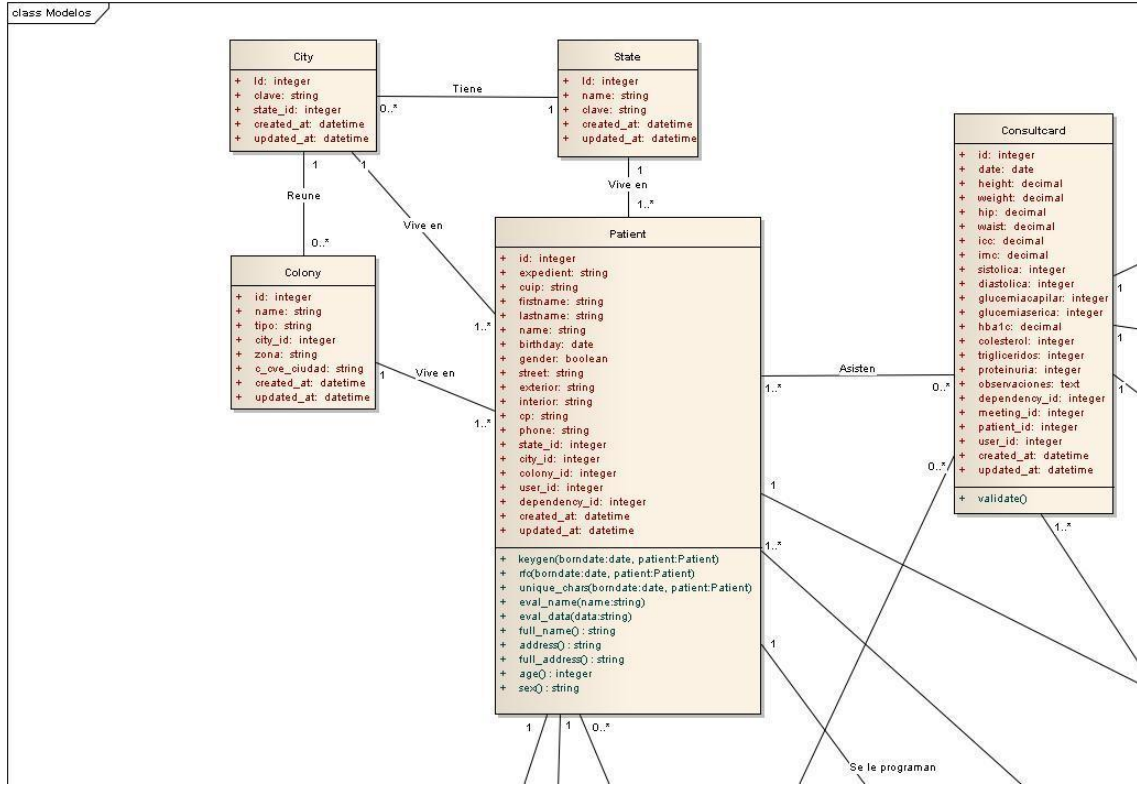 class Modelos
City
+ Id: integer
+ clave: string
+ state_id: integer
+ created_at: datetime
+ updated_at: datetime
Tiene
0..*
1
State
+ Id: integer
+ name: string
+ clave: string
+ created_at: datetime
+ updated_at: datetime
1
Reune
0..*
1
Vive en
1..*
1
Vive en
1..*
Colony
+ id: integer
+ name: string
+ tipo: string
+ city_id: integer
+ zona: string
+ c_cve_ciudad: string
+ created_at: datetime
+ updated_at: datetime
1
Vive en
1..*
Patient
+ id: integer
+ expedient: string
+ cuip: string
+ firstname: string
+ lastname: string
+ name: string
+ birthday: date
+ gender: boolean
+ street: string
+ exterior: string
+ interior: string
+ cp: string
+ phone: string
+ state_id: integer
+ city_id: integer
+ colony_id: integer
+ user_id: integer
+ dependency_id: integer
+ created_at: datetime
+ updated_at: datetime
+ keygen(borndate:date, patient:Patient)
+ rfc(borndate:date, patient:Patient)
+ unique_chars(borndate:date, patient:Patient)
+ eval_name(name:string)
+ eval_data(data:string)
+ full_name() : string
+ address() : string
+ full_address() : string
+ age() : integer
+ sex() : string
1
1
0..*
Asisten
1..*
0..*
1
1..*
1
Se le programan
Consultcard
+ id: integer
+ date: date
+ height: decimal
+ weight: decimal
+ hip: decimal
+ waist: decimal
+ icc: decimal
+ imc: decimal
+ sistolica: integer
+ diastolica: integer
+ glucemiacapilar: integer
+ glucemiaserica: integer
+ hba1c: decimal
+ colesterol: integer
+ trigliceridos: integer
+ proteinuria: integer
+ observaciones: text
+ dependency_id: integer
+ meeting_id: integer
+ patient_id: integer
+ user_id: integer
+ created_at: datetime
+ updated_at: datetime
+ validate()
1
1
1
0..*
1..*